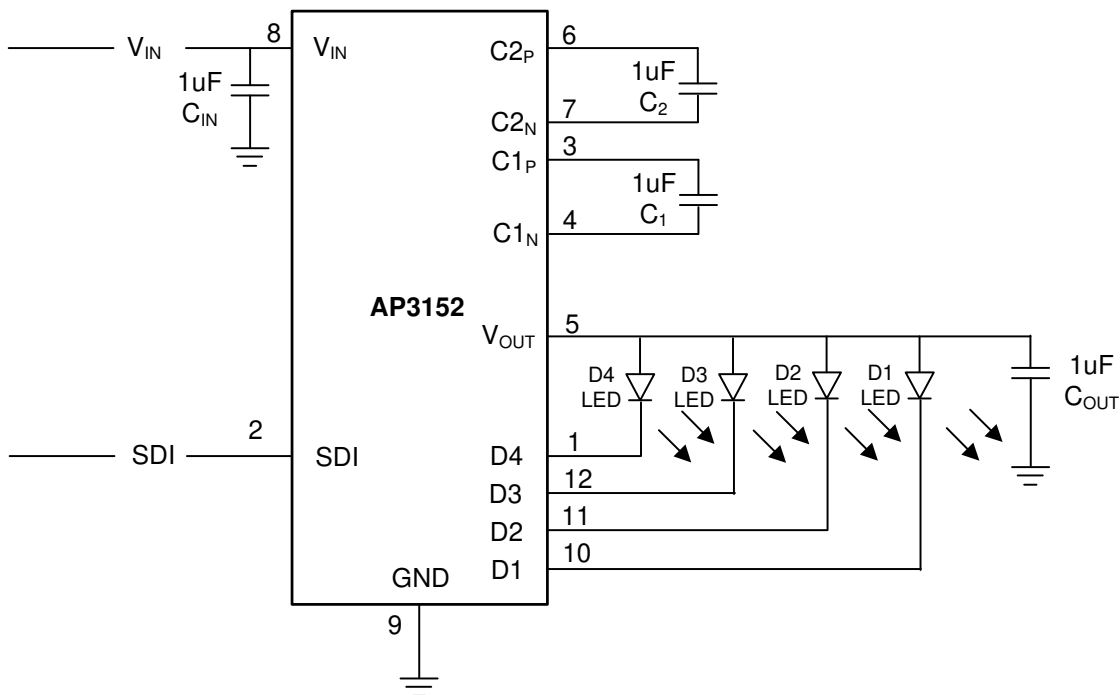 V_IN
8
V_IN
1uF
C_IN
C2_P
6
1uF
C_2
C2_N
7
C1_P
3
1uF
C_1
C1_N
4
AP3152
V_OUT
5
D4
LED
D3
LED
D2
LED
D1
LED
1uF
C_OUT
SDI
2
SDI
D4
1
D3
12
D2
11
D1
10
GND
9